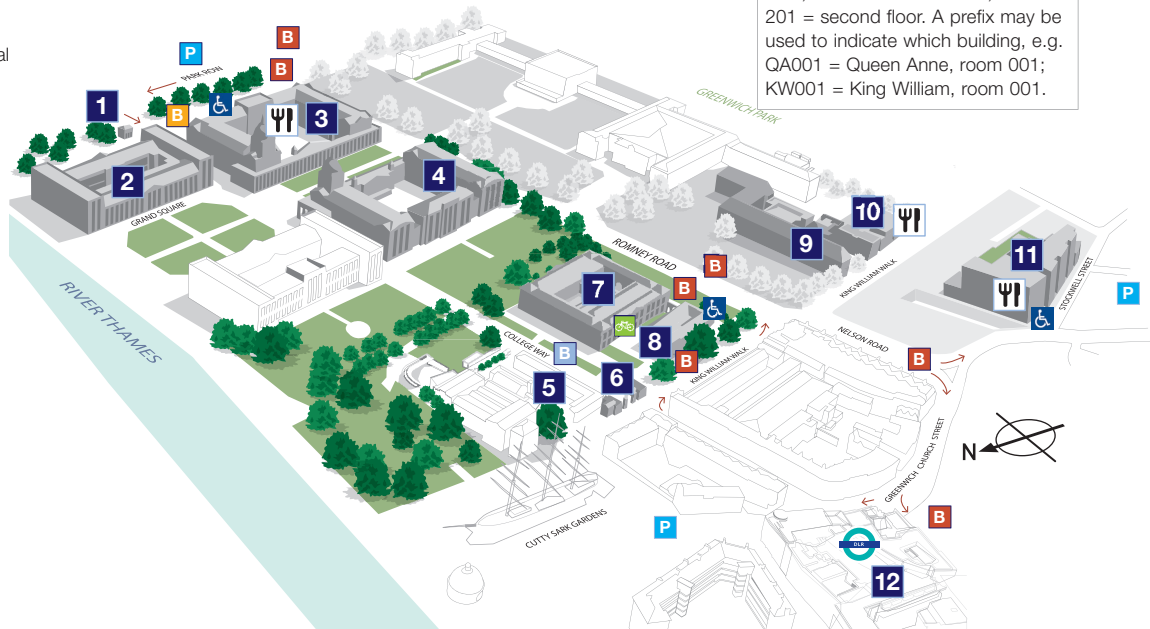 al
201 = second floor. A prefix may be
used to indicate which building, e.g.
QA001 = Queen Anne, room 001;
KW001 = King William, room 001.
B
P
B
PARK ROW
1
B
3
GREENWICH PARK
2
4
GRAND SQUARE
10
9
11
ROMNEY ROAD
B
KING WILLIAM WALK
STOCKWELL STREET
RIVER THAMES
7
B
P
8
NELSON ROAD
COLLEGE WAY
B
B
B
KING WILLIAM WALK
5
6
GREENWICH CHURCH STREET
N
CUTTY SARK GARDENS
P
B
DLR
12